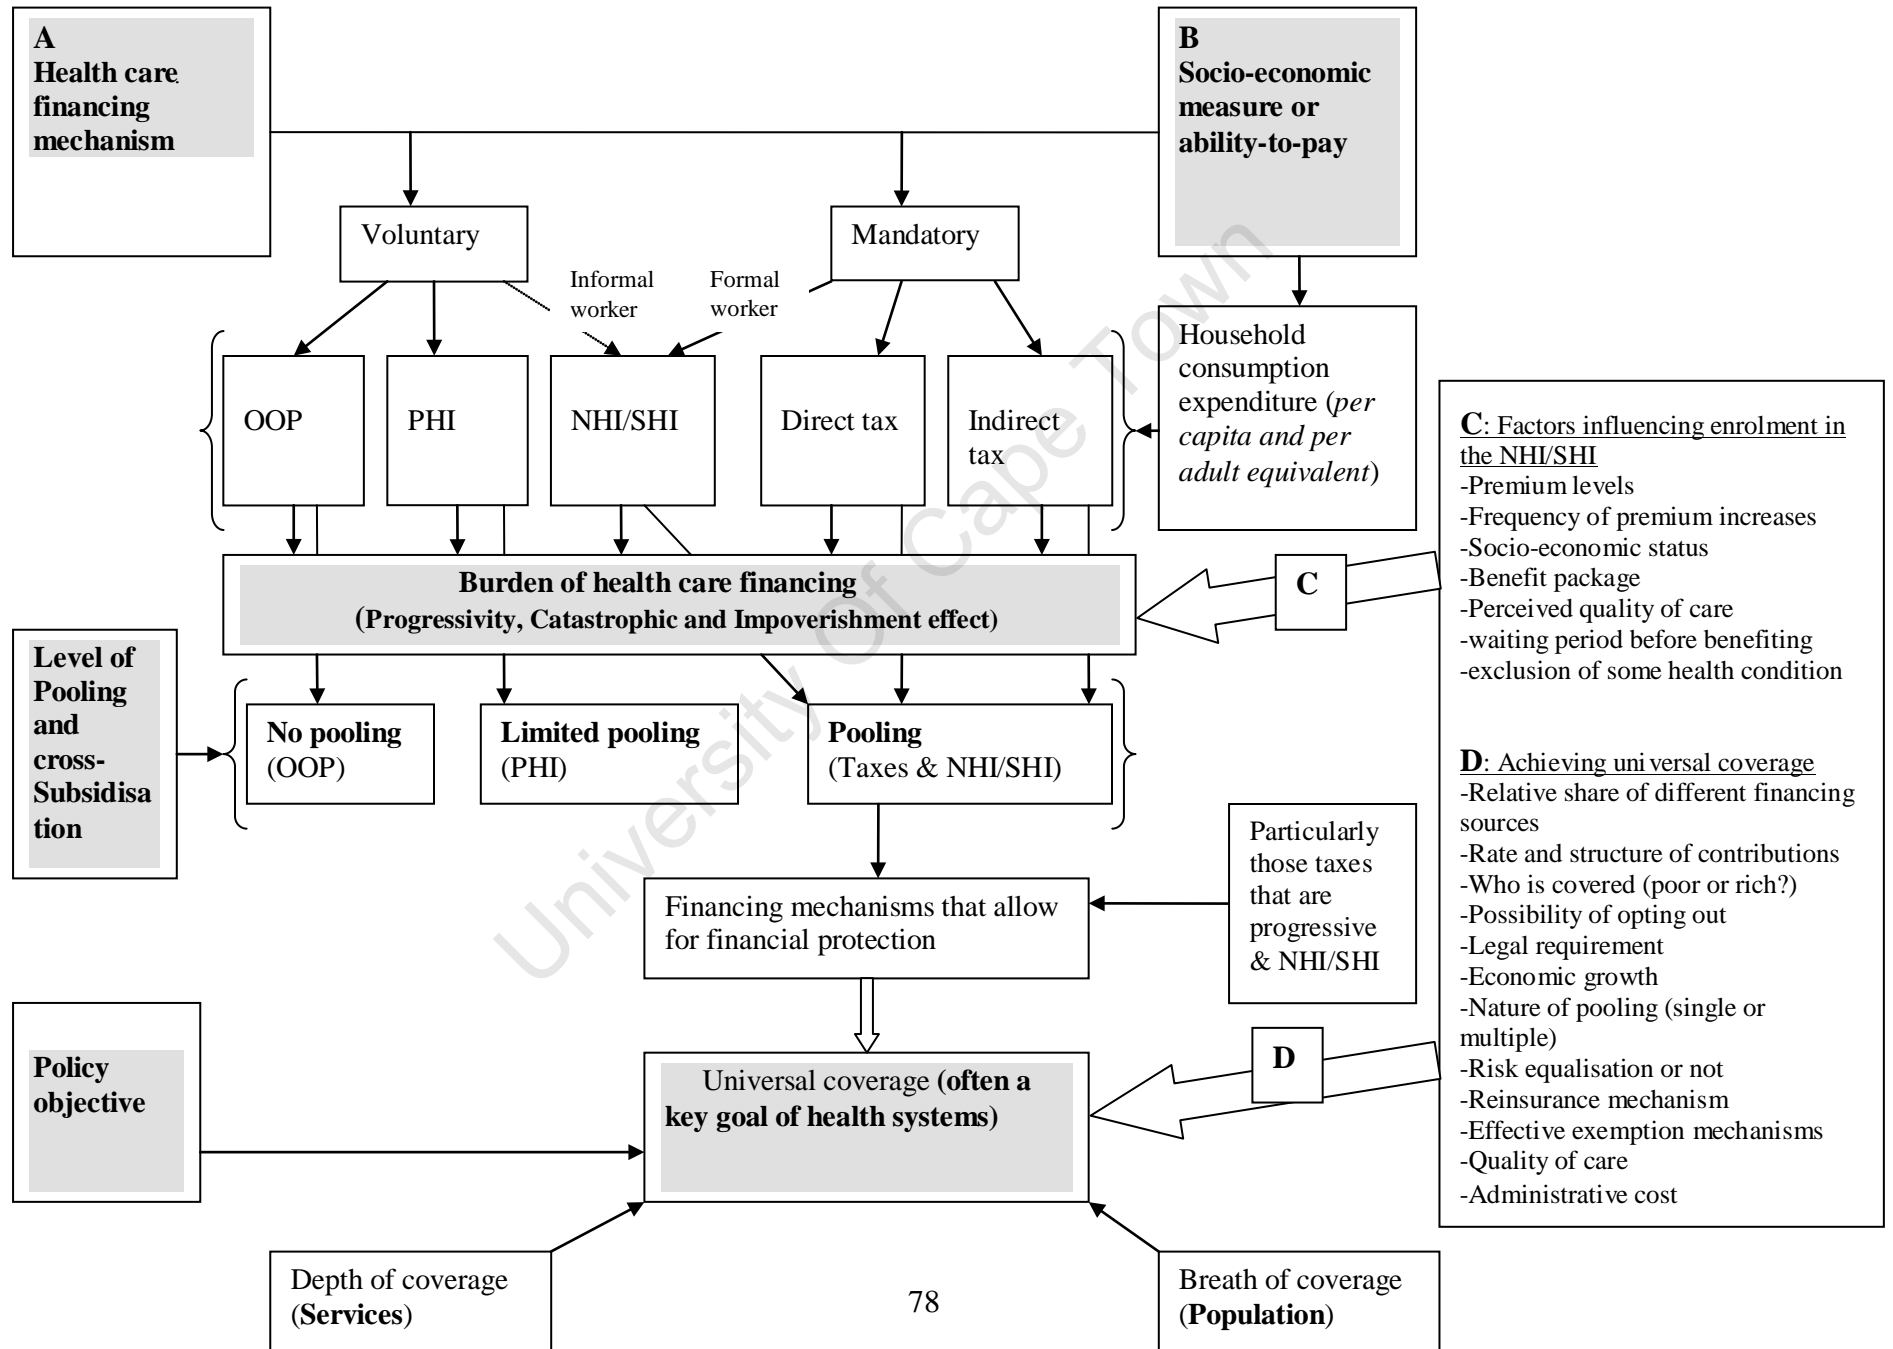 A
Health care
financing
mechanism
B
Socio-economic
measure or
ability-to-pay
Voluntary
Mandatory
Informal
worker
Formal
worker
OOP
PHI
NHI/SHI
Direct tax
Indirect
tax
Household
consumption
expenditure (per
capita and per
adult equivalent)
Burden of health care financing
(Progressivity, Catastrophic and Impoverishment effect)
C
C: Factors influencing enrolment in
the NHI/SHI
-Premium levels
-Frequency of premium increases
-Socio-economic status
-Benefit package
-Perceived quality of care
-waiting period before benefiting
-exclusion of some health condition
D: Achieving universal coverage
-Relative share of different financing
sources
-Rate and structure of contributions
-Who is covered (poor or rich?)
-Possibility of opting out
-Legal requirement
-Economic growth
-Nature of pooling (single or
multiple)
-Risk equalisation or not
-Reinsurance mechanism
-Effective exemption mechanisms
-Quality of care
-Administrative cost
Level of
Pooling
and
cross-
Subsidisa
tion
No pooling
(OOP)
Limited pooling
(PHI)
Pooling
(Taxes & NHI/SHI)
Financing mechanisms that allow
for financial protection
Particularly
those taxes
that are
progressive
& NHI/SHI
Policy
objective
Universal coverage (often a
key goal of health systems)
D
Depth of coverage
(Services)
Breath of coverage
(Population)
78
University Of Cape Town